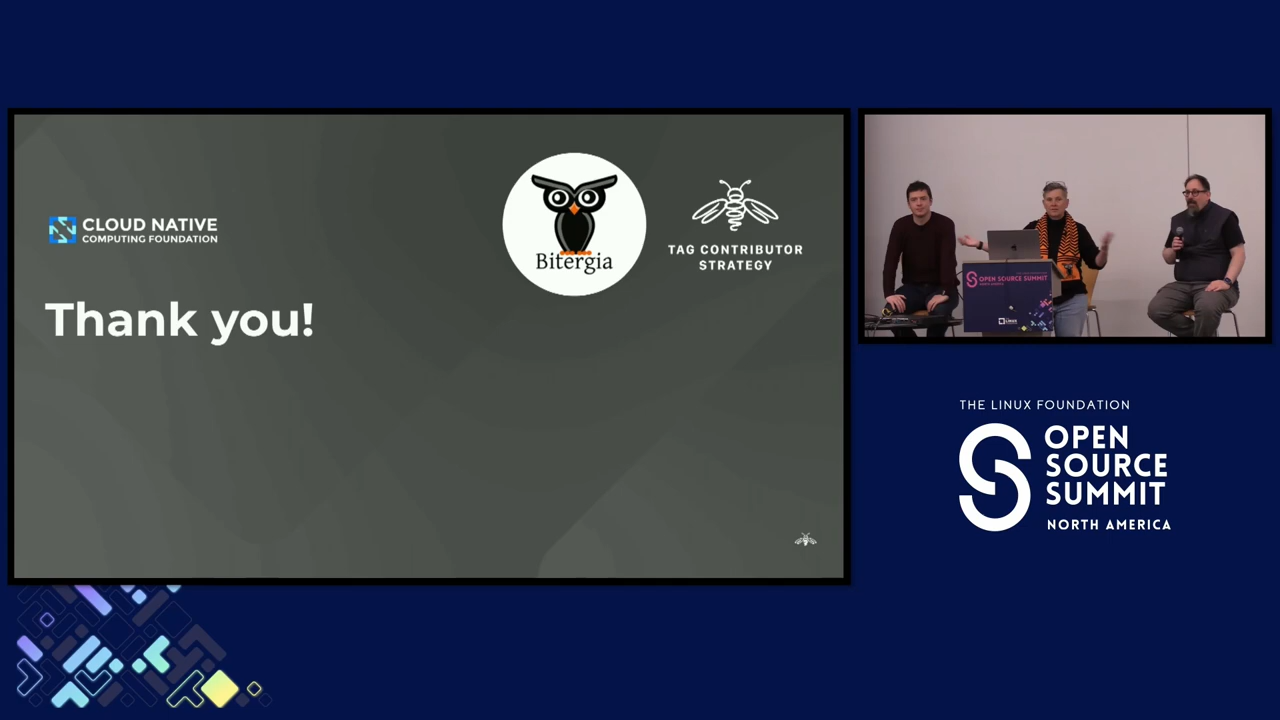 CLOUD NATIVE
COMPUTING FOUNDATION
Bitergia
TAG CONTRIBUTOR
STRATEGY
Thank you!
OPEN SOURCE SUMMIT
THE LINUX FOUNDATION
OPEN
SOURCE
SUMMIT
NORTH AMERICA